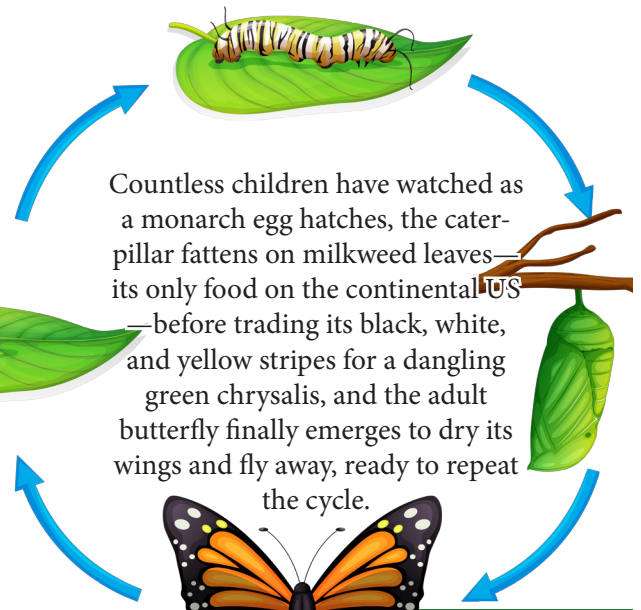 Countless children have watched as
a monarch egg hatches, the cater-
pillar fattens on milkweed leaves—
its only food on the continental US
—before trading its black, white,
and yellow stripes for a dangling
green chrysalis, and the adult
butterfly finally emerges to dry its
wings and fly away, ready to repeat
the cycle.